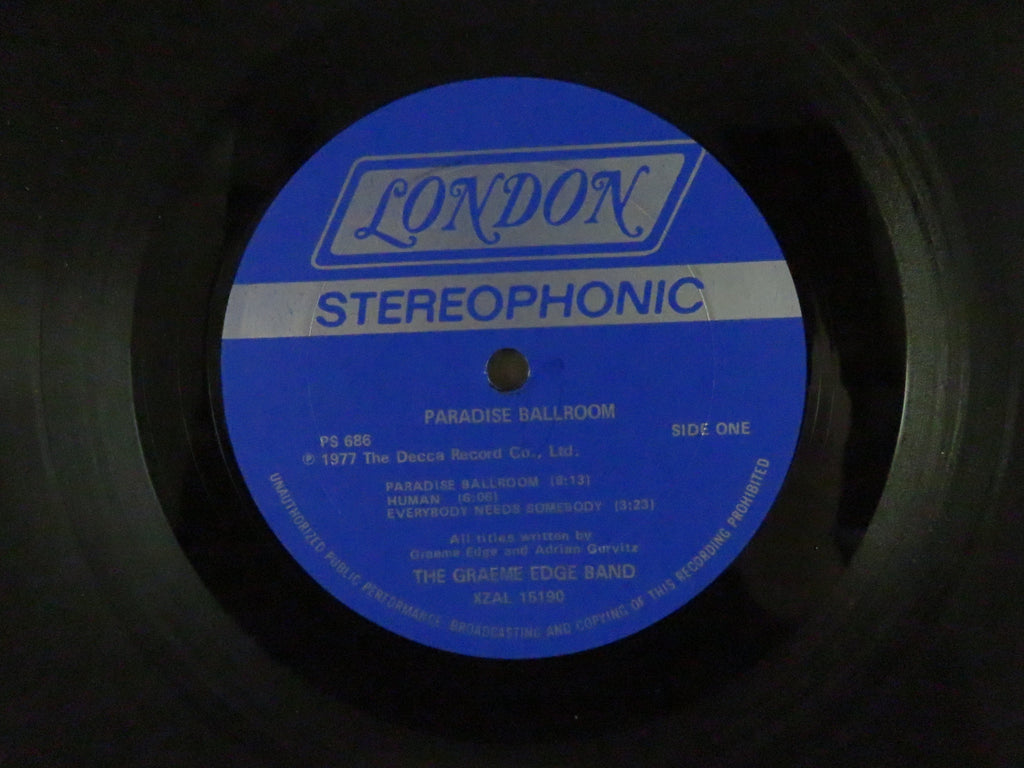 LONDON
STEREOPHONIC
PARADISE BALLROOM
PS 686
SIDE ONE
℗ 1977 The Decca Record Co., Ltd.
PARADISE BALLROOM (8:13)
HUMAN (6:06)
EVERYBODY NEEDS SOMEBODY (3:23)
All titles written by
Graeme Edge and Adrian Gurvitz
THE GRAEME EDGE BAND
XZAL 15190
UNAUTHORIZED PUBLIC PERFORMANCE BROADCASTING AND COPYING OF THIS RECORDING PROHIBITED